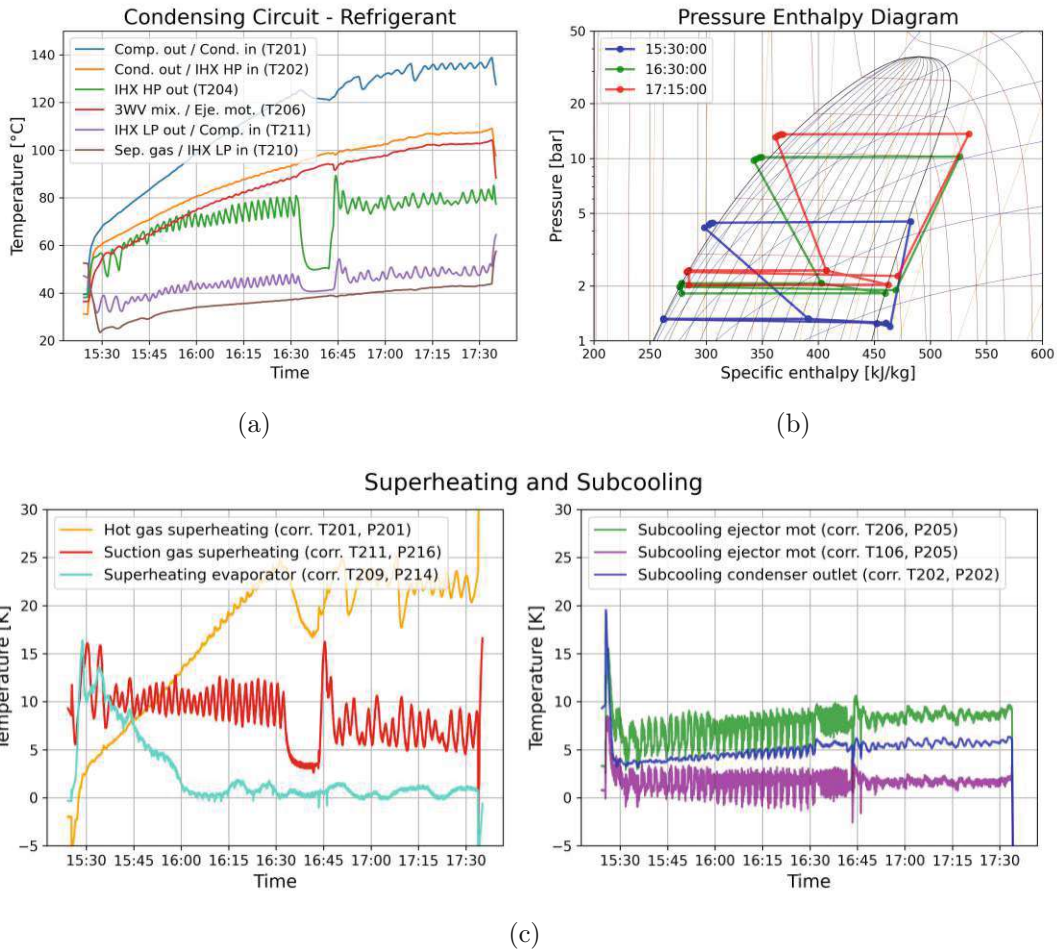 Condensing Circuit - Refrigerant
Temperature [°C]
140
120
100
80
60
40
20
Comp. out / Cond. in (T201)
Cond. out / IHX HP in (T202)
IHX HP out (T204)
3WV mix. / Eje. mot. (T206)
IHX LP out / Comp. in (T211)
Sep. gas / IHX LP in (T210)
15:30 15:45 16:00 16:15 16:30 16:45 17:00 17:15 17:30
Time
(a)
Pressure Enthalpy Diagram
Pressure [bar]
50
20
10
5
2
1
15:30:00
16:30:00
17:15:00
200 250 300 350 400 450 500 550 600
Specific enthalpy [kJ/kg]
(b)
Superheating and Subcooling
Temperature [K]
30
25
20
15
10
5
0
−5
Hot gas superheating (corr. T201, P201)
Suction gas superheating (corr. T211, P216)
Superheating evaporator (corr. T209, P214)
15:30 15:45 16:00 16:15 16:30 16:45 17:00 17:15 17:30
Time
Temperature [K]
30
25
20
15
10
5
0
−5
Subcooling ejector mot (corr. T206, P205)
Subcooling ejector mot (corr. T106, P205)
Subcooling condenser outlet (corr. T202, P202)
15:30 15:45 16:00 16:15 16:30 16:45 17:00 17:15 17:30
Time
(c)